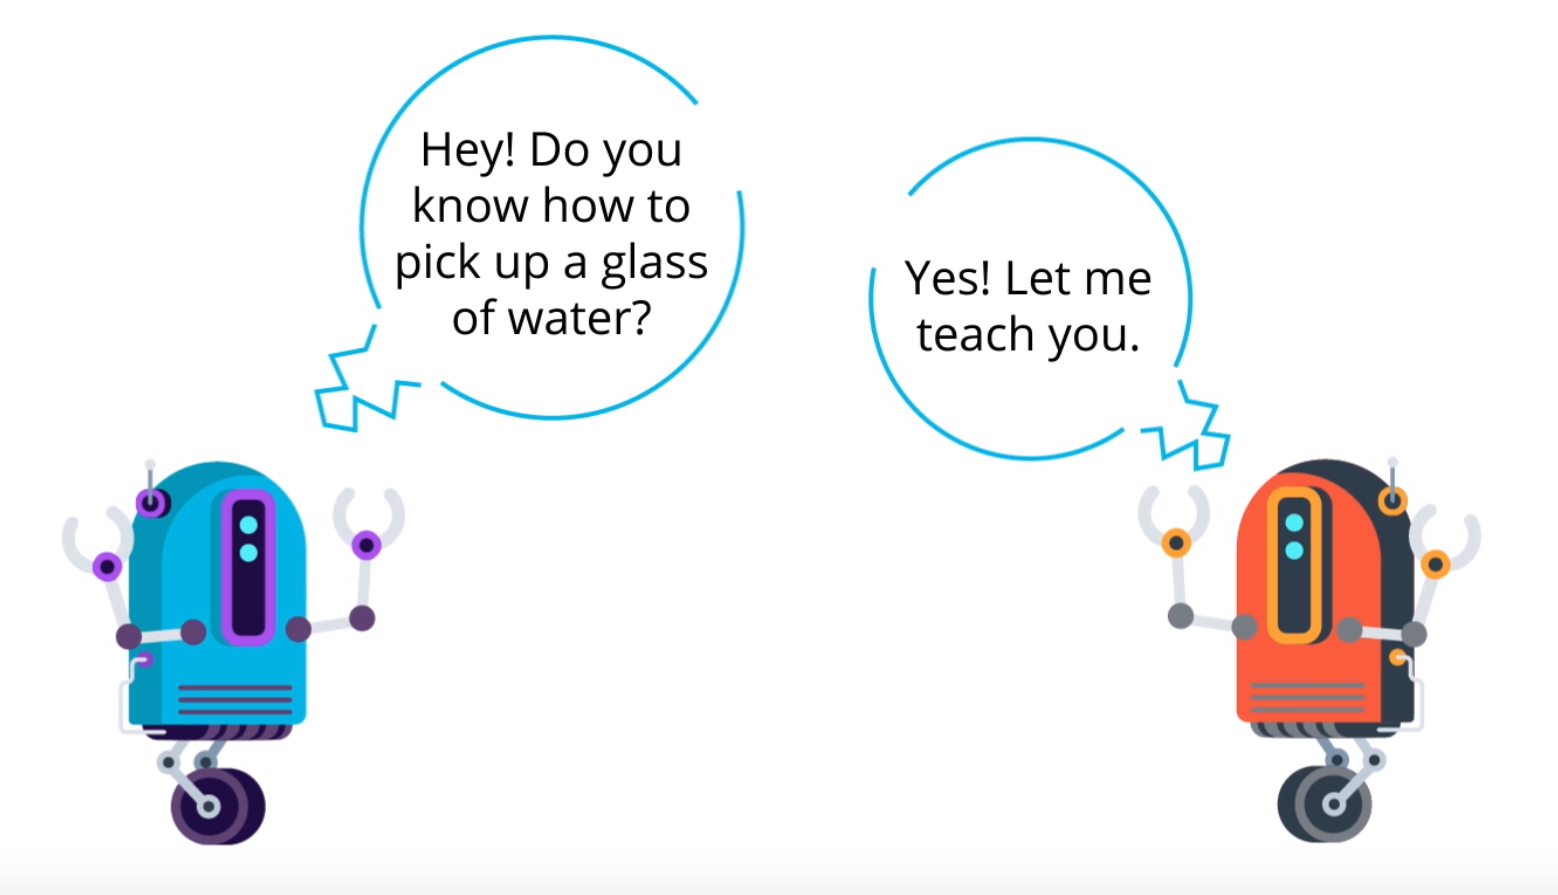 Hey! Do you
know how to
pick up a glass
of water?
Yes! Let me
teach you.